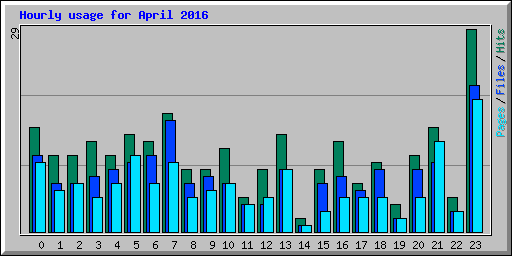 Hourly usage for April 2016
29
Pages / Files / Hits
0 1 2 3 4 5 6 7 8 9 10 11 12 13 14 15 16 17 18 19 20 21 22 23